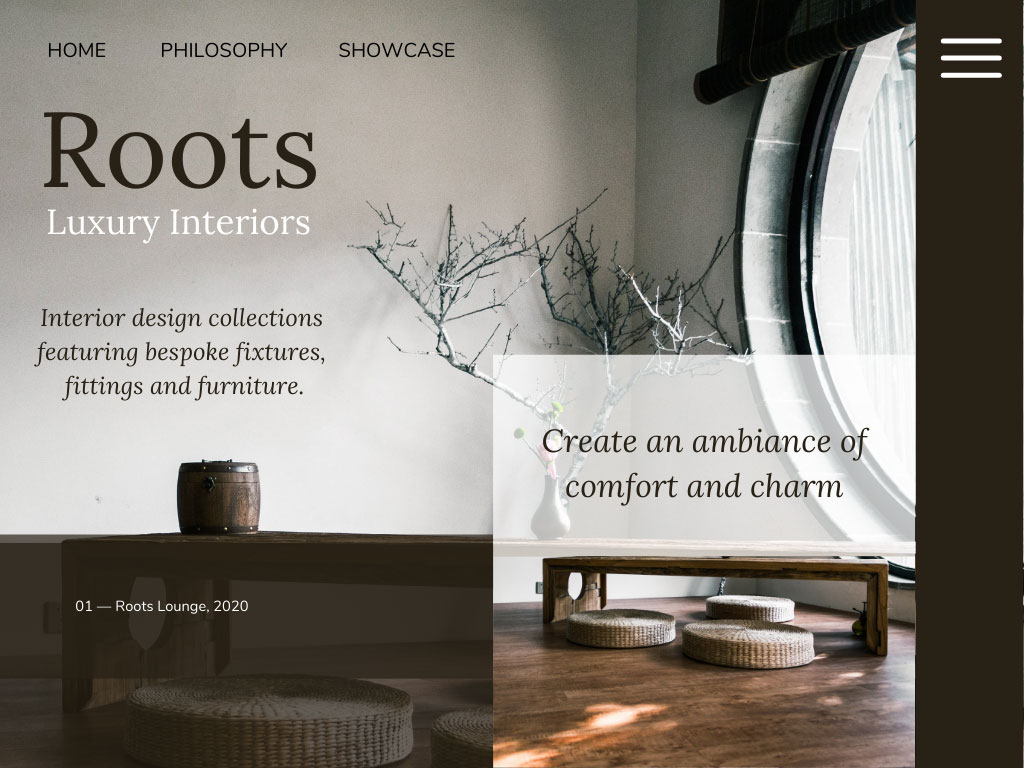 HOME PHILOSOPHY SHOWCASE
Roots
Luxury Interiors
Interior design collections
featuring bespoke fixtures,
fittings and furniture.
Create an ambiance of
comfort and charm
01 — Roots Lounge, 2020